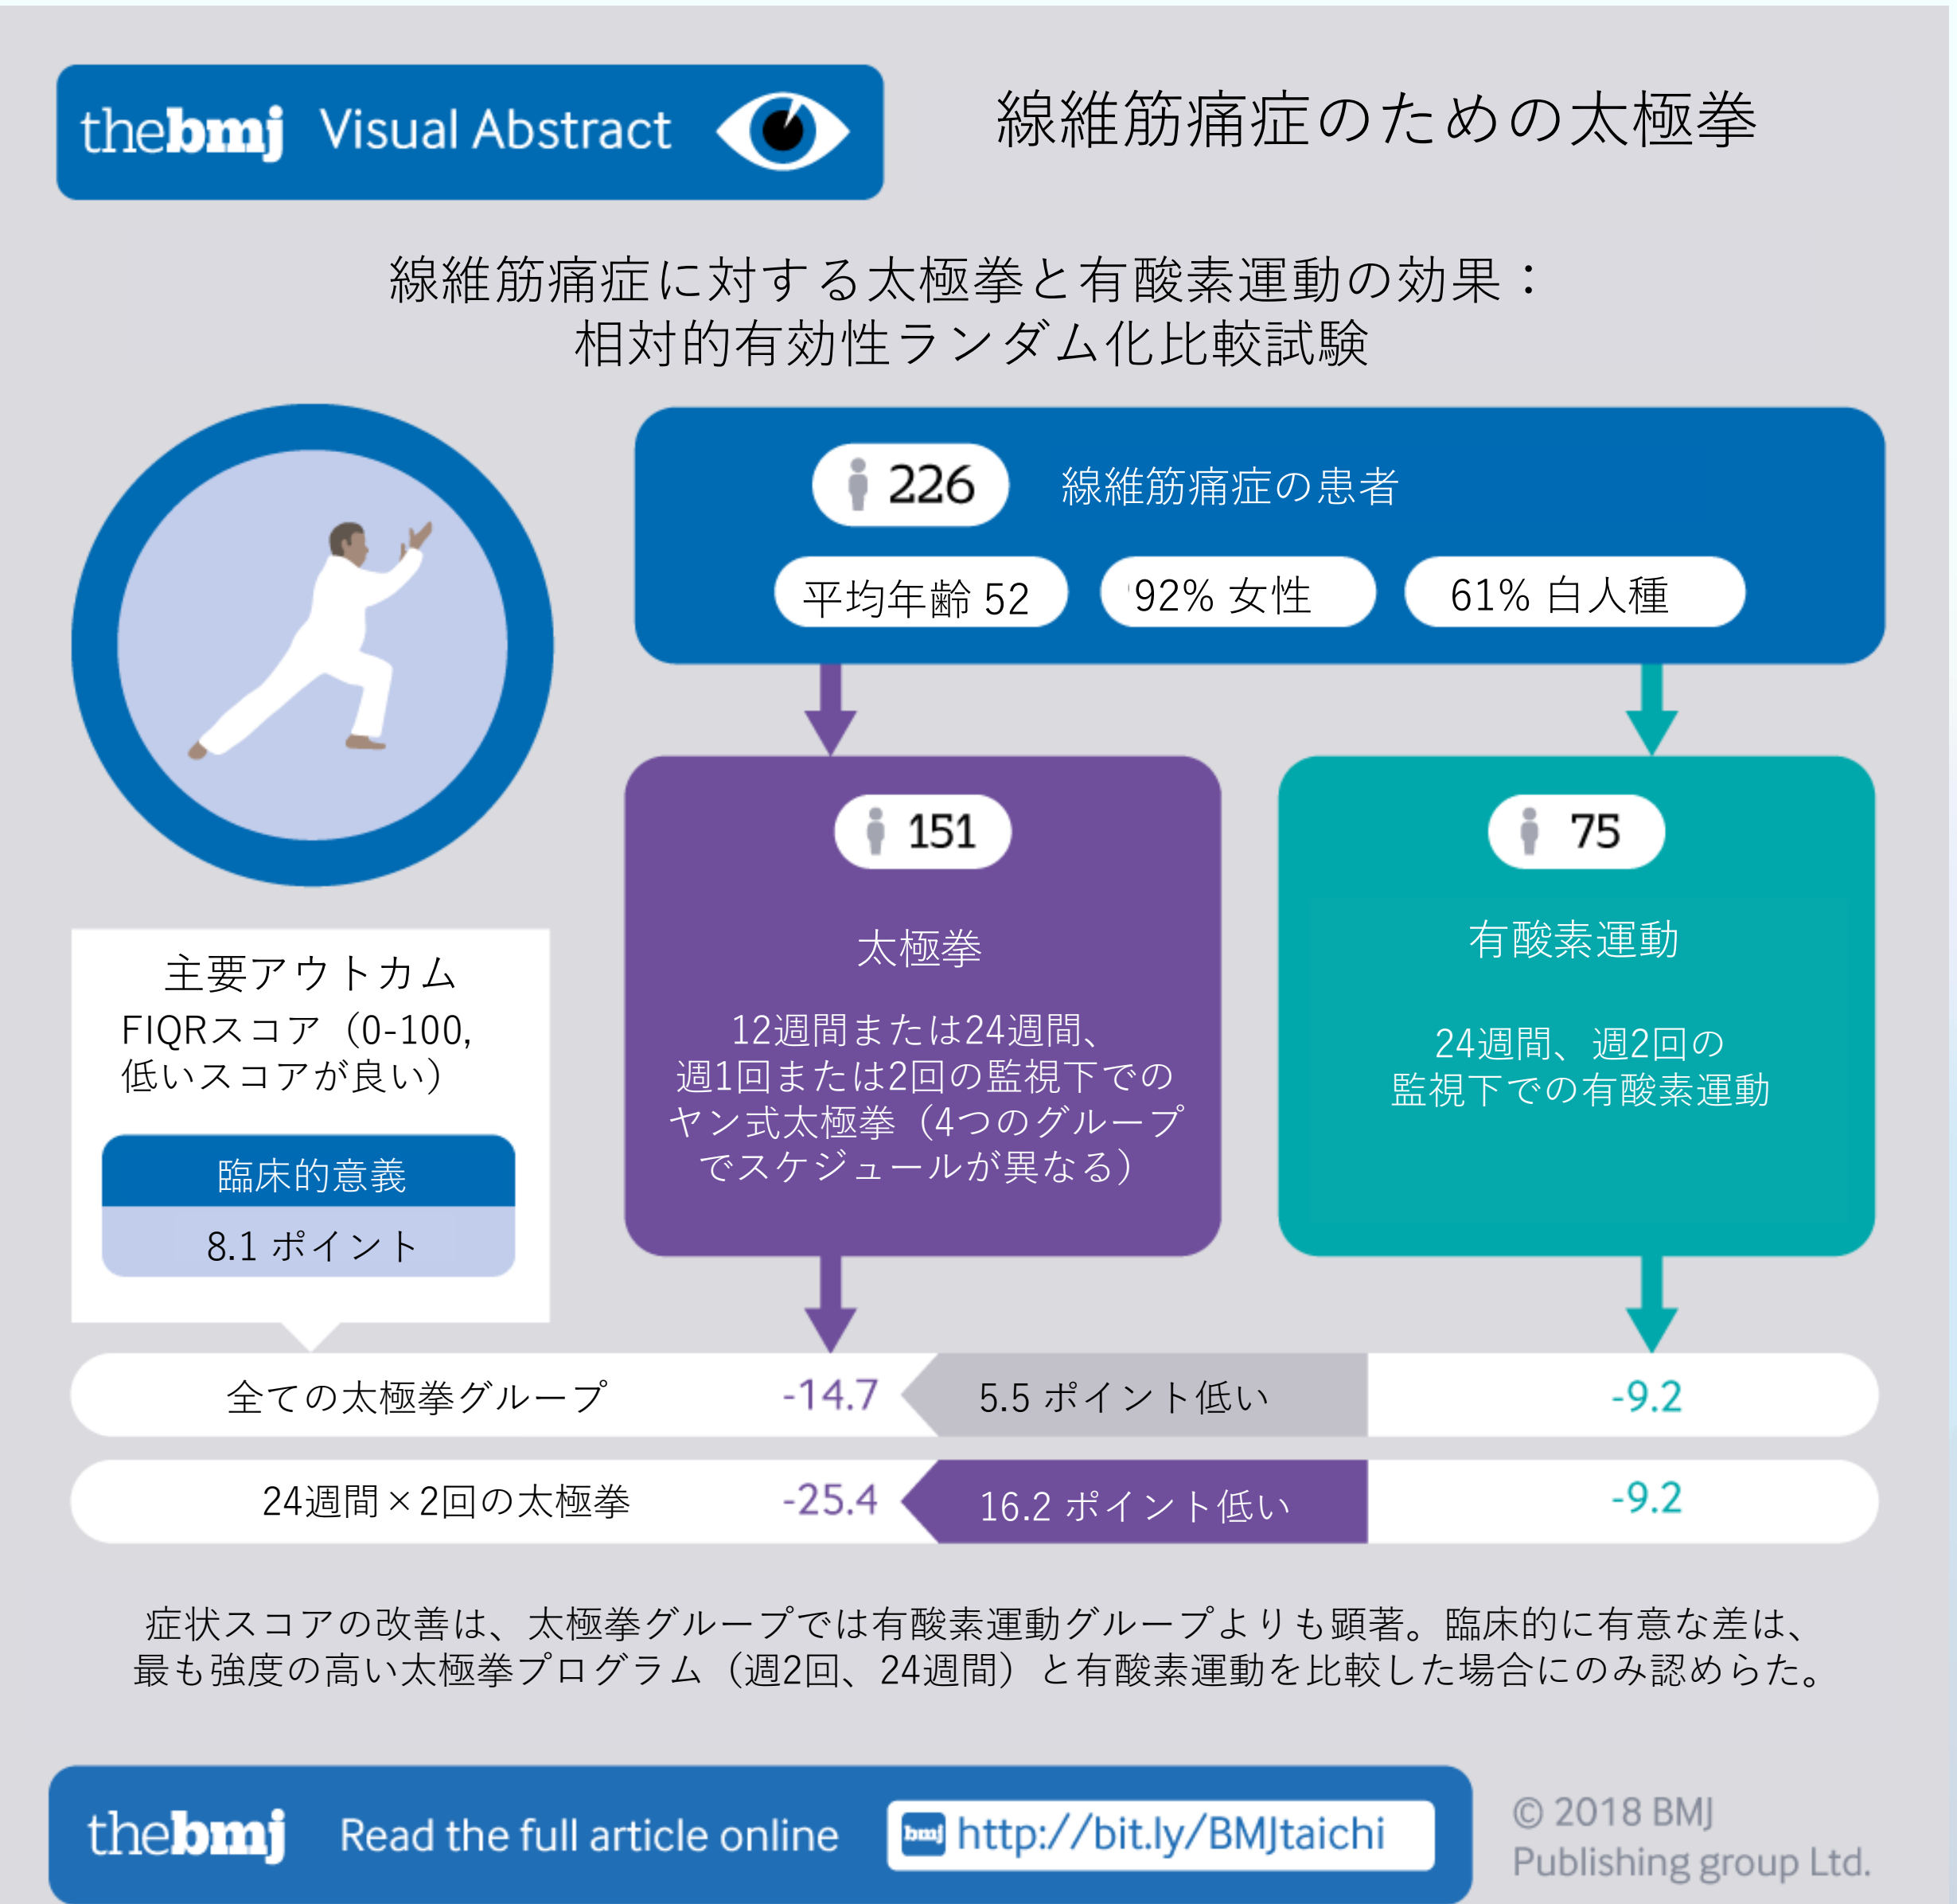 thebmj Visual Abstract
線維筋痛症のための太極拳
線維筋痛症に対する太極拳と有酸素運動の効果：
相対的有効性ランダム化比較試験
226 線維筋痛症の患者
平均年齢 52
92% 女性
61% 白人種
151
太極拳
12週間または24週間、
週1回または2回の監視下での
ヤン式太極拳（4つのグループ
でスケジュールが異なる）
75
有酸素運動
24週間、週2回の
監視下での有酸素運動
主要アウトカム
FIQRスコア（0-100,
低いスコアが良い）
臨床的意義
8.1 ポイント
全ての太極拳グループ -14.7 5.5 ポイント低い -9.2
24週間×2回の太極拳 -25.4 16.2 ポイント低い -9.2
症状スコアの改善は、太極拳グループでは有酸素運動グループよりも顕著。臨床的に有意な差は、
最も強度の高い太極拳プログラム（週2回、24週間）と有酸素運動を比較した場合にのみ認めらた。
thebmj Read the full article online bmj http://bit.ly/BMJtaichi
© 2018 BMJ
Publishing group Ltd.